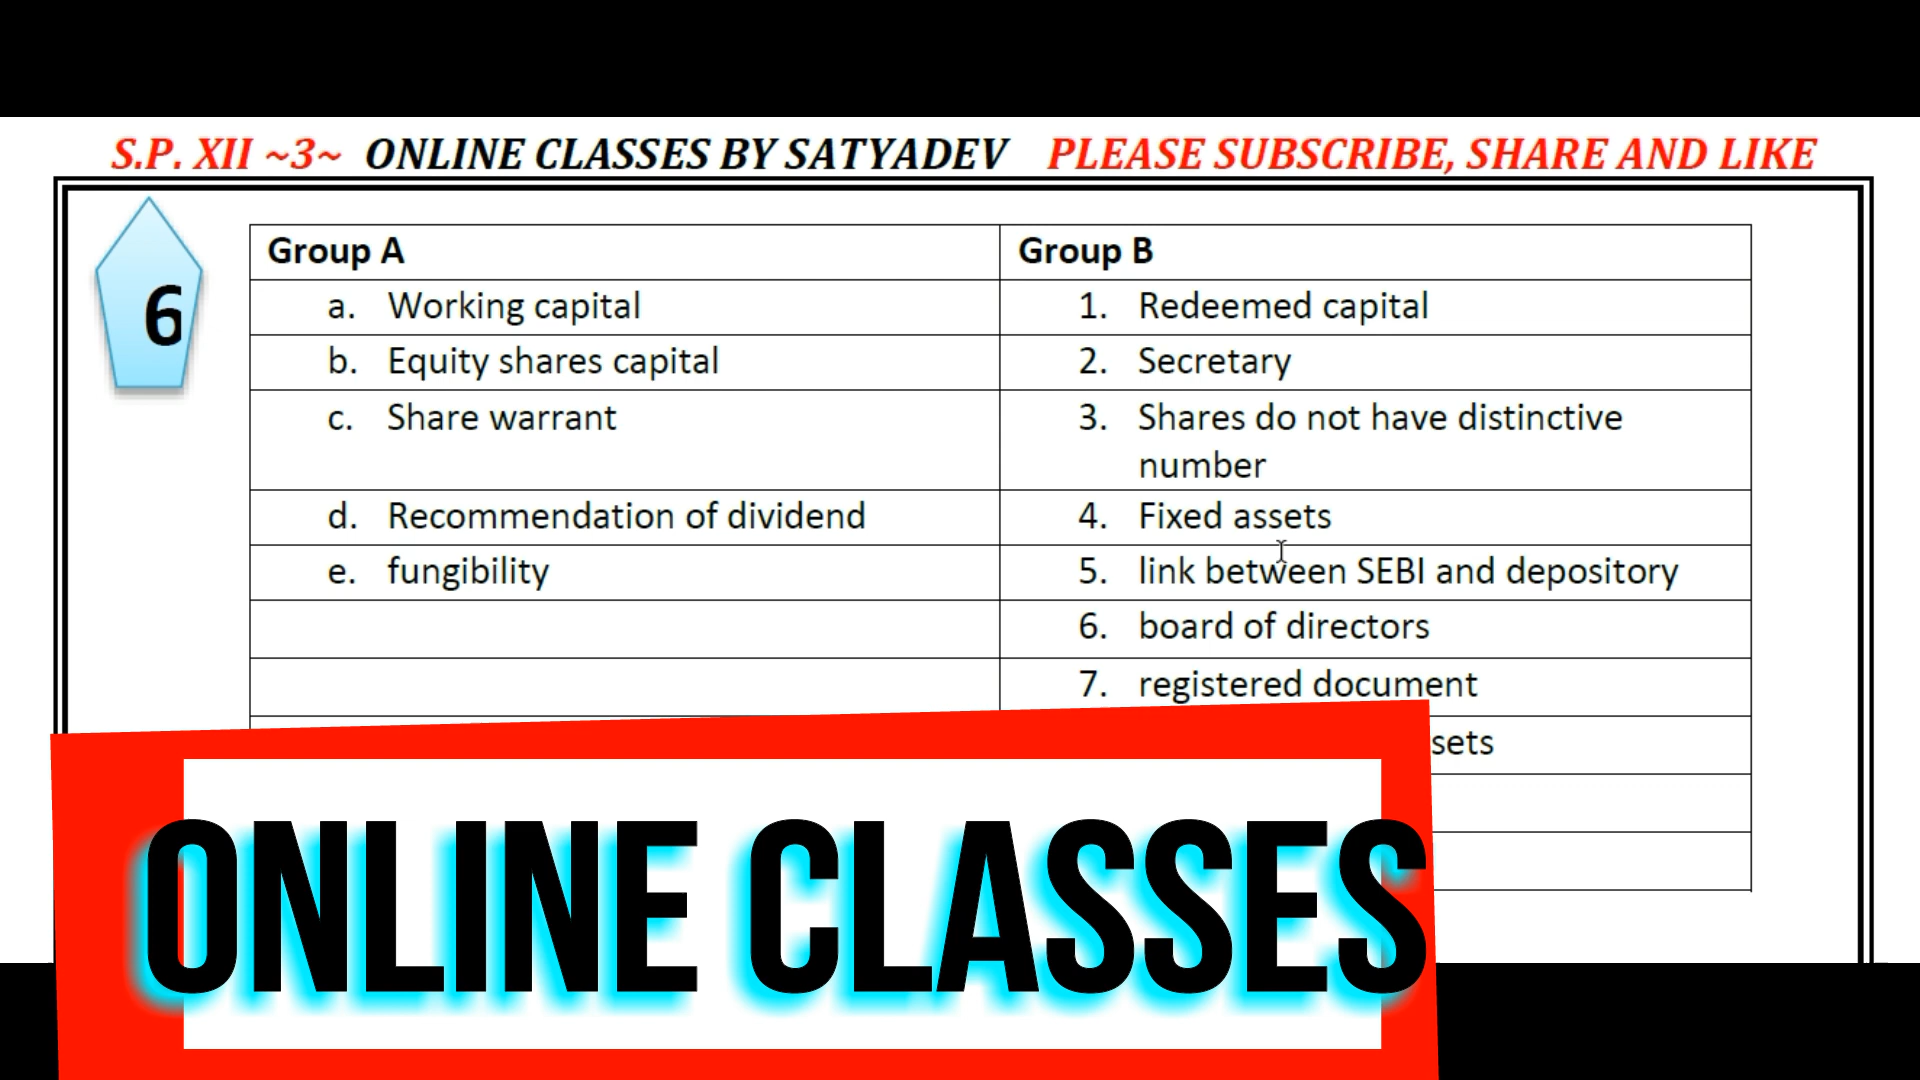 S.P. XII ~3~ ONLINE CLASSES BY SATYADEV PLEASE SUBSCRIBE, SHARE AND LIKE
6
Group A Group B
a. Working capital 1. Redeemed capital
b. Equity shares capital 2. Secretary
c. Share warrant 3. Shares do not have distinctive
number
d. Recommendation of dividend 4. Fixed assets
e. fungibility 5. link between SEBI and depository
6. board of directors
7. registered document
ONLINE CLASSES